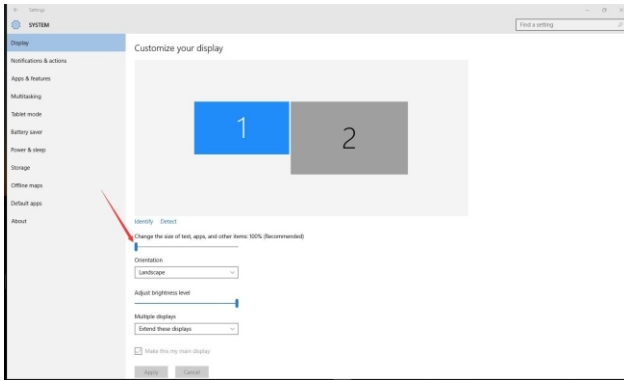 Settings
SYSTEM
Find a setting
Display
Notifications & actions
Apps & features
Multitasking
Tablet mode
Battery saver
Power & sleep
Storage
Offline maps
Default apps
About
Customize your display
1
2
Identify Detect
Change the size of text, apps, and other items: 100% (Recommended)
Orientation
Landscape
Adjust brightness level
Multiple displays
Extend these displays
Make this my main display
Apply Cancel